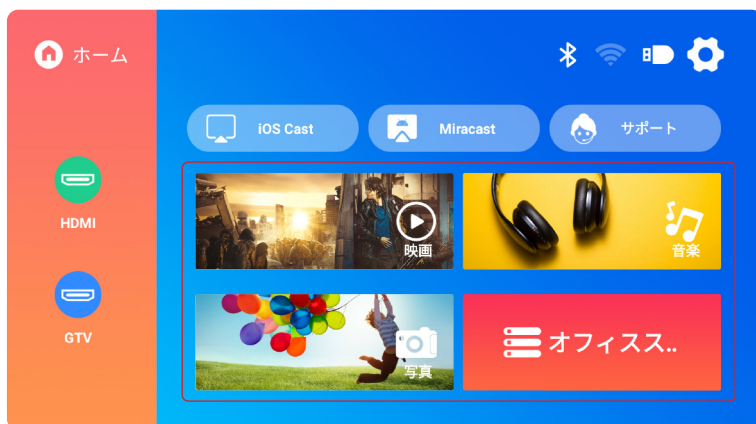 ホーム
iOS Cast
Miracast
サポート
HDMI
GTV
映画
音楽
写真
オフィスス..